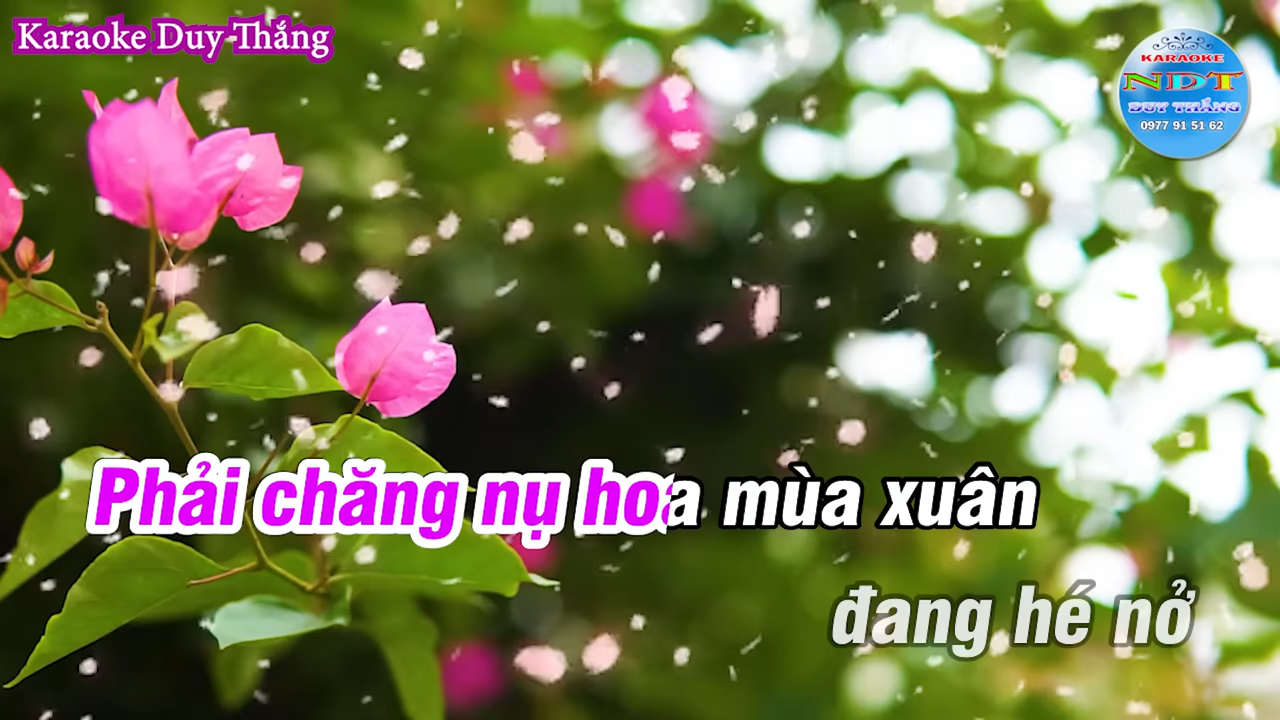 Karaoke Duy Thắng
KARAOKE
NDT
DUY THẮNG
0977 91 51 62
Phải chăng nụ hoa mùa xuân
đang hé nở